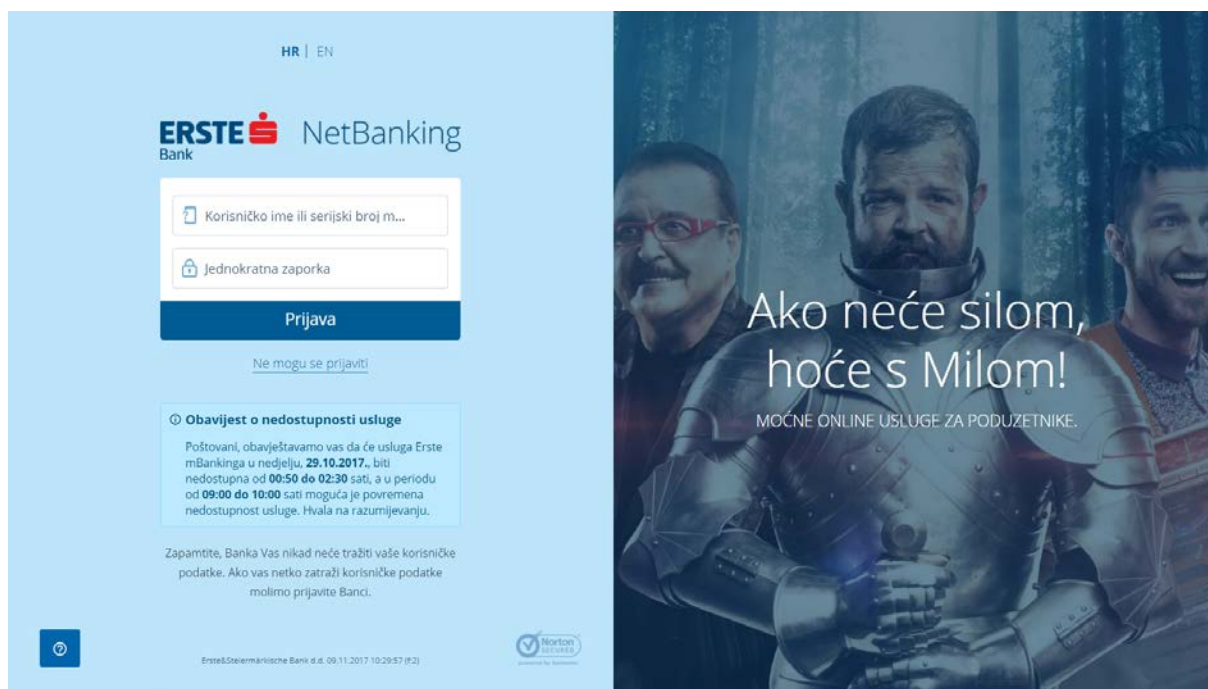 HR | EN
ERSTE Bank NetBanking
Korisničko ime ili serijski broj m...
Jednokratna zaporka
Prijava
Ne mogu se prijaviti
Obavijest o nedostupnosti usluge
Poštovani, obavještavamo vas da će usluga Erste
mBankinga u nedjelju, 29.10.2017., biti
nedostupna od 00:50 do 02:30 sati, a u periodu
od 09:00 do 10:00 sati moguća je povremena
nedostupnost usluge. Hvala na razumijevanju.
Zapamtite, Banka Vas nikad neće tražiti vaše korisničke
podatke. Ako vas netko zatraži korisničke podatke
molimo prijavite Banci.
Erste&Steiermärkische Bank d.d. 09.11.2017 10:29:57 (f:2)
Norton
SECURED
powered by Symantec
Ako neće silom,
hoće s Milom!
MOĆNE ONLINE USLUGE ZA PODUZETNIKE.